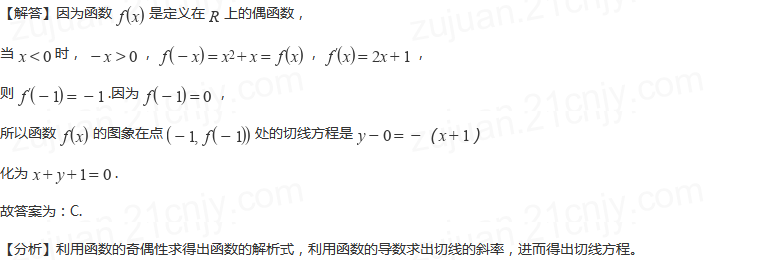 【解答】因为函数 f(x) 是定义在 R 上的偶函数，
当 x<0 时， −x>0 ， f(−x)=x²+x=f(x) ， f'(x)=2x+1 ，
则 f'(−1)=−1 .因为 f(−1)=0 ，
所以函数 f(x) 的图象在点 (−1, f(−1)) 处的切线方程是 y−0=−（x+1）
化为 x+y+1=0 .
故答案为：C.
【分析】利用函数的奇偶性求得出函数的解析式，利用函数的导数求出切线的斜率，进而得出切线方程。